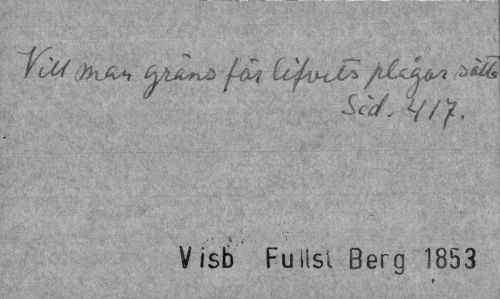 Vill man gräns för lifvets plågor sätta
Sid. 417.
Visb Fullst Berg 1853